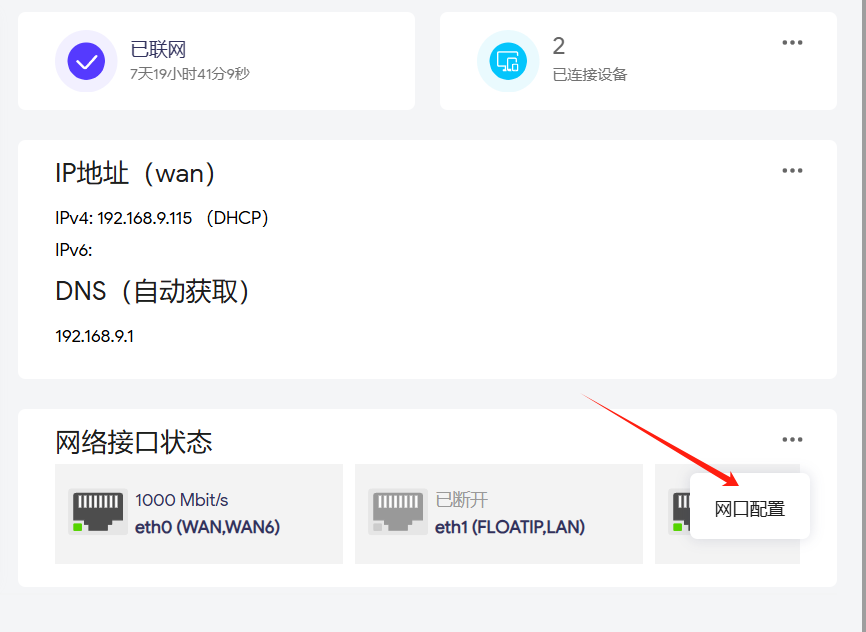 已联网
7天19小时41分9秒
2
已连接设备
IP地址（wan）
IPv4: 192.168.9.115 （DHCP）
IPv6:
DNS（自动获取）
192.168.9.1
网络接口状态
1000 Mbit/s
eth0 (WAN,WAN6)
已断开
eth1 (FLOATIP,LAN)
网口配置